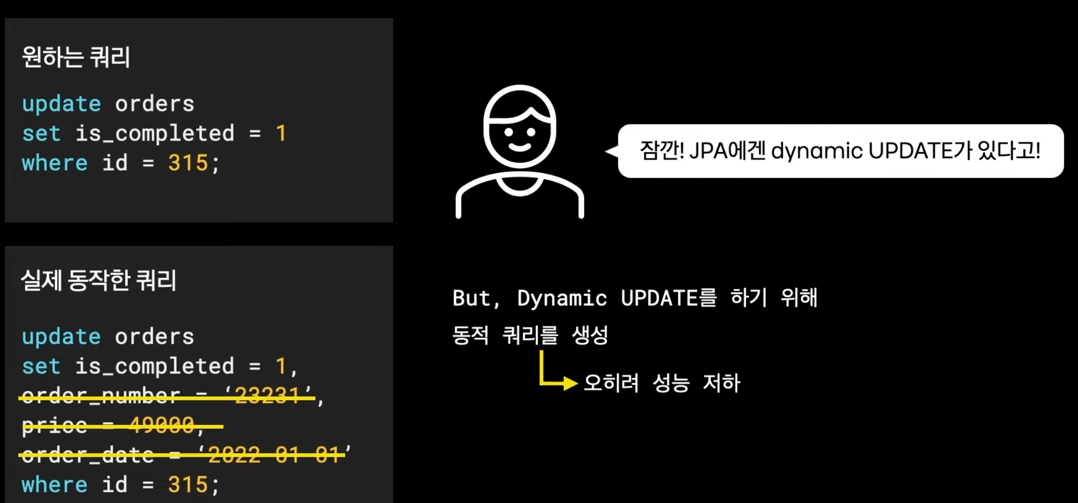 원하는 쿼리
update orders
set is_completed = 1
where id = 315;
잠깐! JPA에겐 dynamic UPDATE가 있다고!
실제 동작한 쿼리
update orders
set is_completed = 1,
order_number = ‘23231’,
price = 49000,
order_date = ‘2022-01-01’
where id = 315;
But, Dynamic UPDATE를 하기 위해
동적 쿼리를 생성
오히려 성능 저하